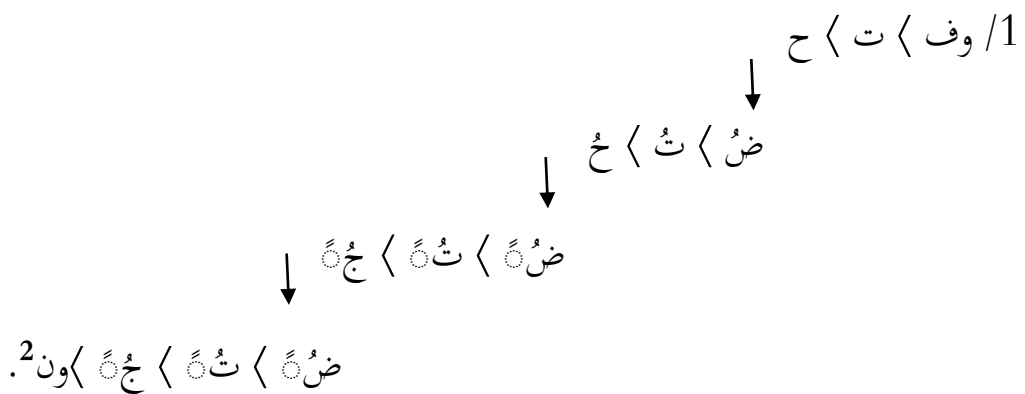 1/ وف 〉 ت 〉 ح
ضُ 〉 تُ 〉 حُ
ضُ ً 〉 تُ ً 〉 جُ ً
ضُ ً 〉 تُ ً 〉 جُ ً 〉ون2.